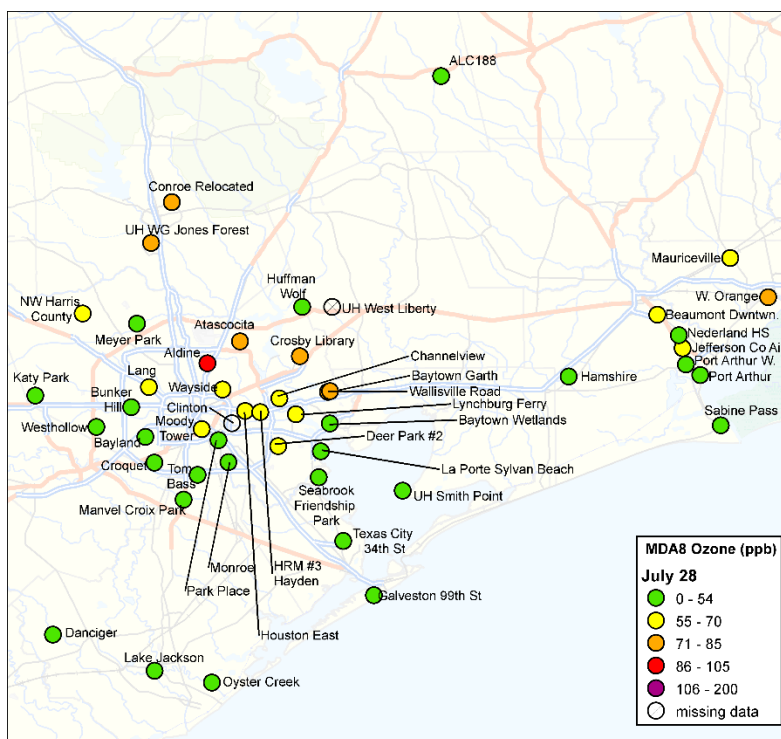 ALC188
Conroe Relocated
UH WG Jones Forest
Mauriceville
Huffman
Wolf
UH West Liberty
W. Orange
NW Harris
County
Beaumont Dwntwn.
Meyer Park
Atascocita
Nederland HS
Crosby Library
Jefferson Co Ai
Aldine
Channelview
Port Arthur W.
Lang
Baytown Garth
Port Arthur
Katy Park
Wayside
Wallisville Road
Hamshire
Bunker
Hill
Clinton
Lynchburg Ferry
Westhollow
Moody
Tower
Baytown Wetlands
Sabine Pass
Bayland
Deer Park #2
Croquet
Tom
Bass
La Porte Sylvan Beach
Manvel Croix Park
Seabrook
Friendship
Park
UH Smith Point
Texas City
34th St
Monroe
HRM #3
Hayden
Park Place
Galveston 99th St
Houston East
Danciger
Lake Jackson
Oyster Creek
MDA8 Ozone (ppb)
July 28
0 - 54
55 - 70
71 - 85
86 - 105
106 - 200
missing data